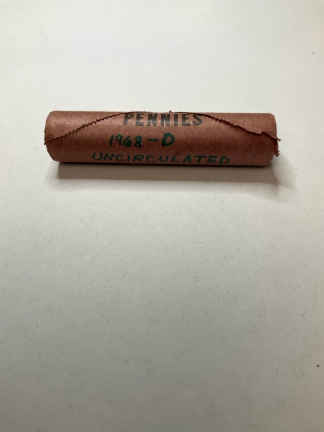 PENNIES
1968-D
UNCIRCULATED